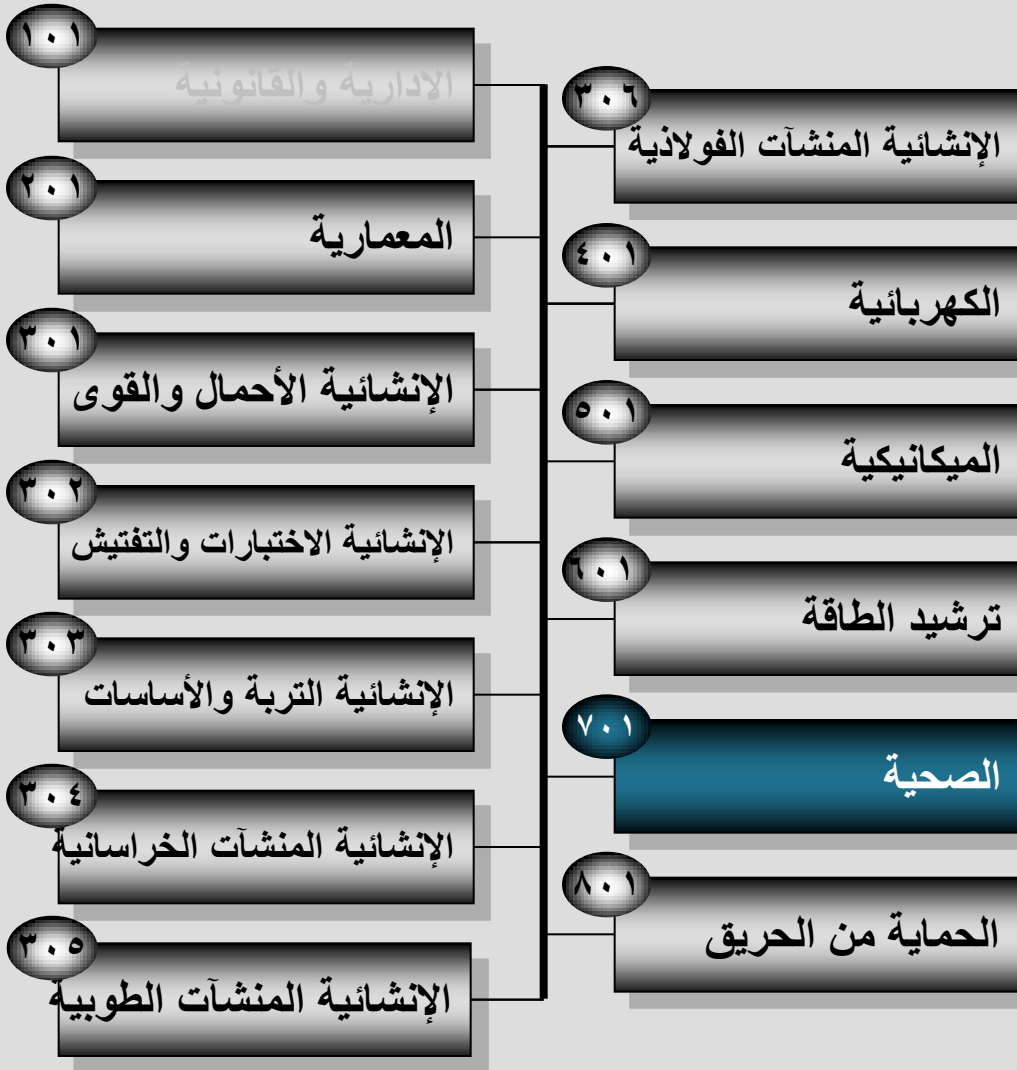 ١٠١
الادارية والقانونية
٢٠١
المعمارية
٣٠١
الإنشائية الأحمال والقوى
٣٠٢
الإنشائية الاختبارات والتفتيش
٣٠٣
الإنشائية التربة والأساسات
٣٠٤
الإنشائية المنشآت الخراسانية
٣٠٥
الإنشائية المنشآت الطوبية
٣٠٦
الإنشائية المنشآت الفولاذية
٤٠١
الكهربائية
٥٠١
الميكانيكية
٦٠١
ترشيد الطاقة
٧٠١
الصحية
٨٠١
الحماية من الحريق